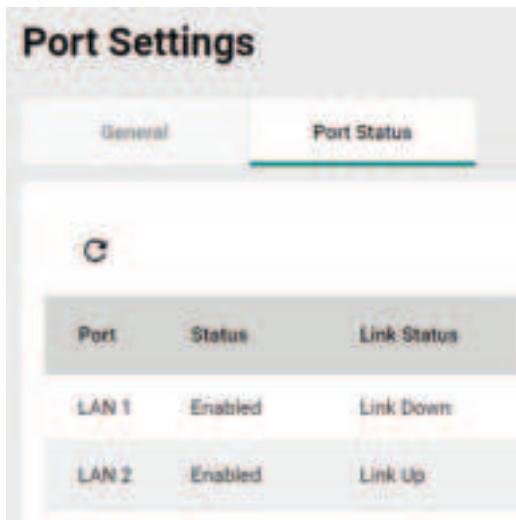 Port Settings
General Port Status
Port Status Link Status
LAN 1 Enabled Link Down
LAN 2 Enabled Link Up